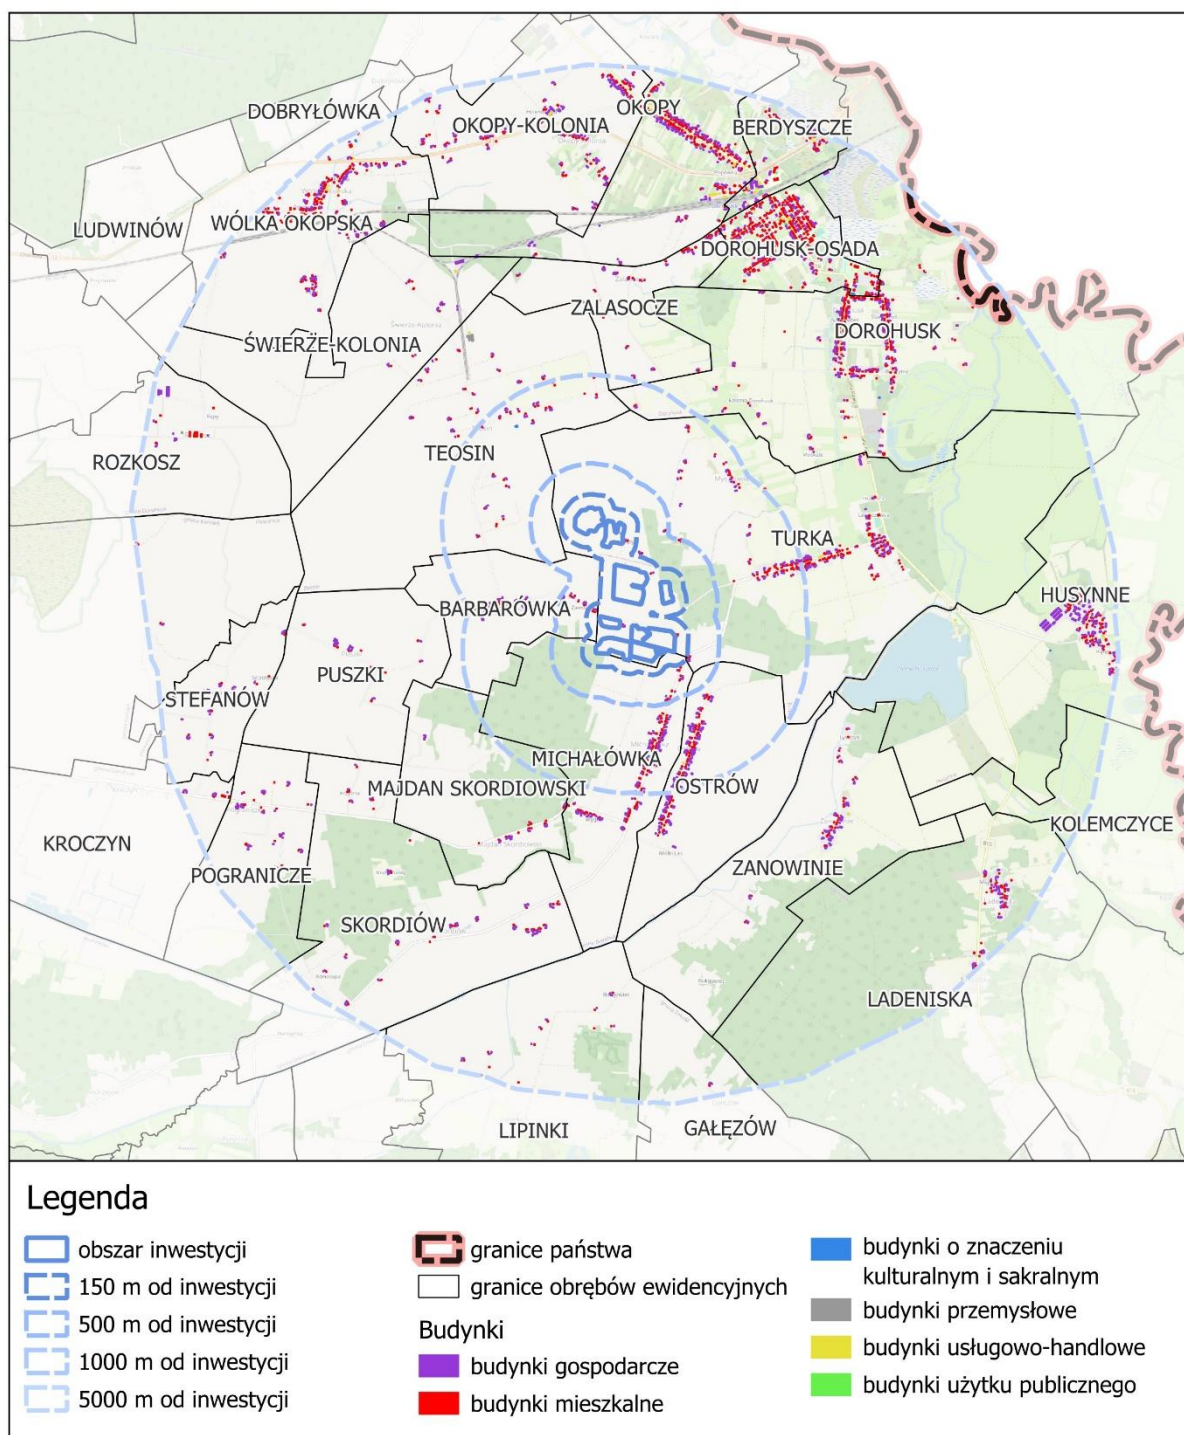 DOBRYŁÓWKA
OKOPY-KOLONIA
OKOPY
BERDYSZCZE
LUDWINÓW
WÓLKA OKOPSKA
DOROHUSK-OSADA
ZALASOCZE
ŚWIERŻE-KOLONIA
DOROHUSK
ROZKOSZ
TEOSIN
TURKA
BARBARÓWKA
HUSYNNE
PUSZKI
STEFANÓW
MICHAŁÓWKA
MAJDAN SKORDIOWSKI
OSTRÓW
KROCZYN
KOLEMCZYCE
POGRANICZE
ZANOWINIE
SKORDIÓW
LADENISKA
LIPINKI
GAŁĘZÓW
Legenda
obszar inwestycji
150 m od inwestycji
500 m od inwestycji
1000 m od inwestycji
5000 m od inwestycji
granice państwa
granice obrębów ewidencyjnych
Budynki
budynki gospodarcze
budynki mieszkalne
budynki o znaczeniu
kulturalnym i sakralnym
budynki przemysłowe
budynki usługowo-handlowe
budynki użytku publicznego